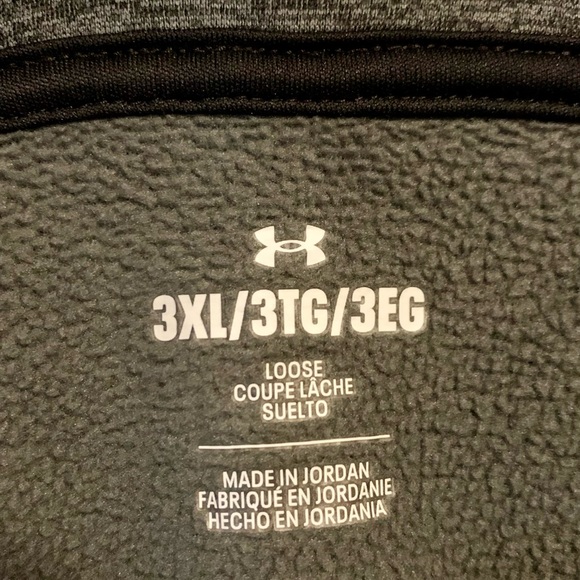 3XL/3TG/3EG
LOOSE
COUPE LÂCHE
SUELTO
MADE IN JORDAN
FABRIQUÉ EN JORDANIE
HECHO EN JORDANIA